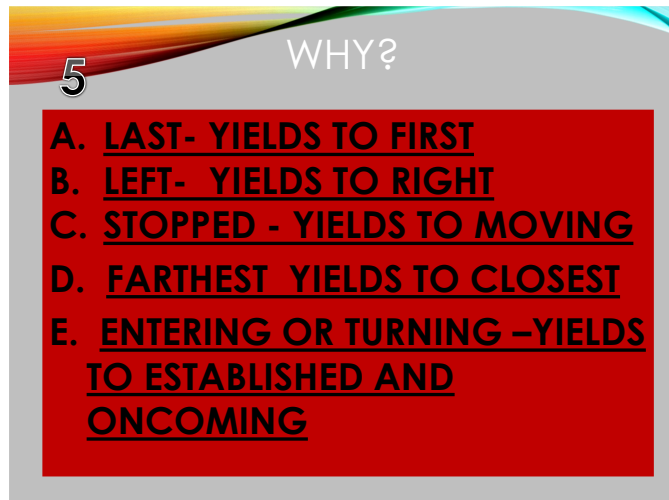 WHY?
5
A. LAST- YIELDS TO FIRST
B. LEFT- YIELDS TO RIGHT
C. STOPPED - YIELDS TO MOVING
D. FARTHEST YIELDS TO CLOSEST
E. ENTERING OR TURNING –YIELDS
TO ESTABLISHED AND
ONCOMING